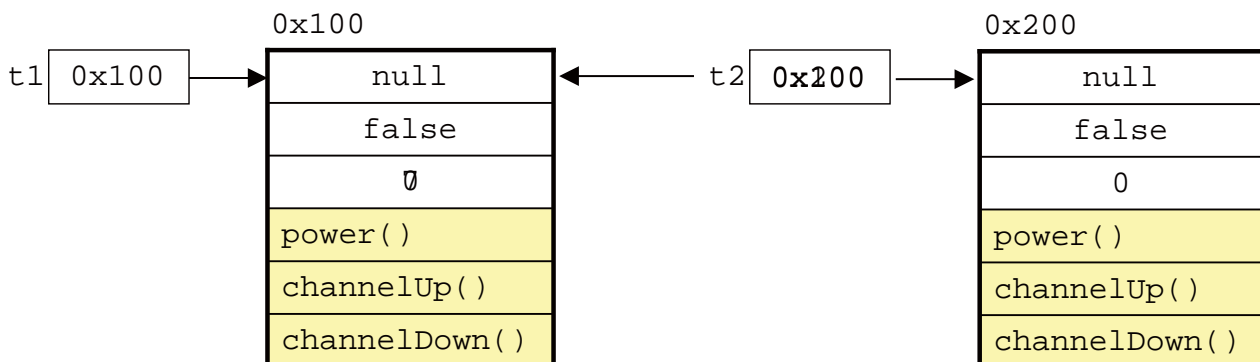 0x100
0x200
t1 0x100 null t2 null
false false
0
power() power()
channelUp() channelUp()
channelDown() channelDown()